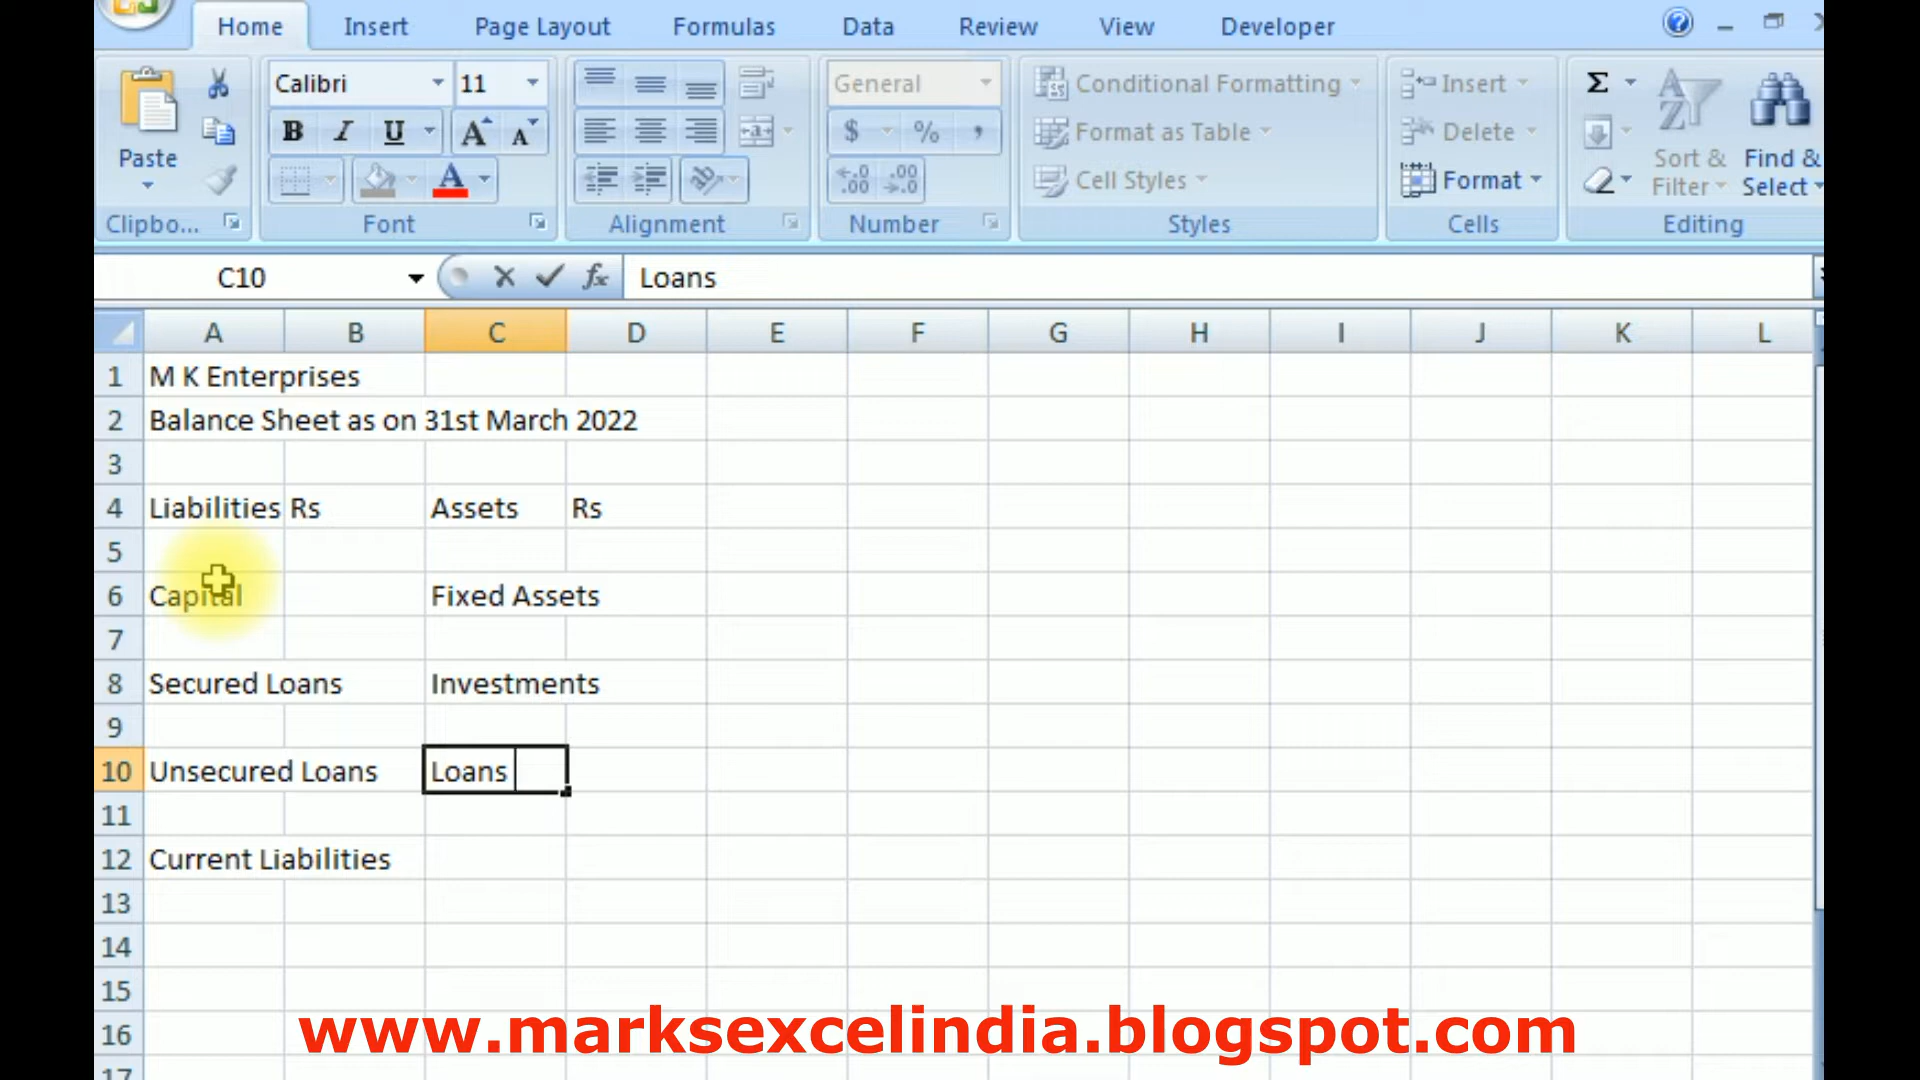 Home Insert Page Layout Formulas Data Review View Developer
Calibri 11 General Conditional Formatting Insert Σ
B I U A A $ % , Format as Table Delete
Paste A Cell Styles Format Sort & Filter Find & Select
Clipbo... Font Alignment Number Styles Cells Editing
C10 fx Loans
A B C D E F G H I J K L
1 M K Enterprises
2 Balance Sheet as on 31st March 2022
3
4 Liabilities Rs Assets Rs
5
6 Capital Fixed Assets
7
8 Secured Loans Investments
9
10 Unsecured Loans Loans
11
12 Current Liabilities
13
14
15
16
17
www.marksexcelindia.blogspot.com